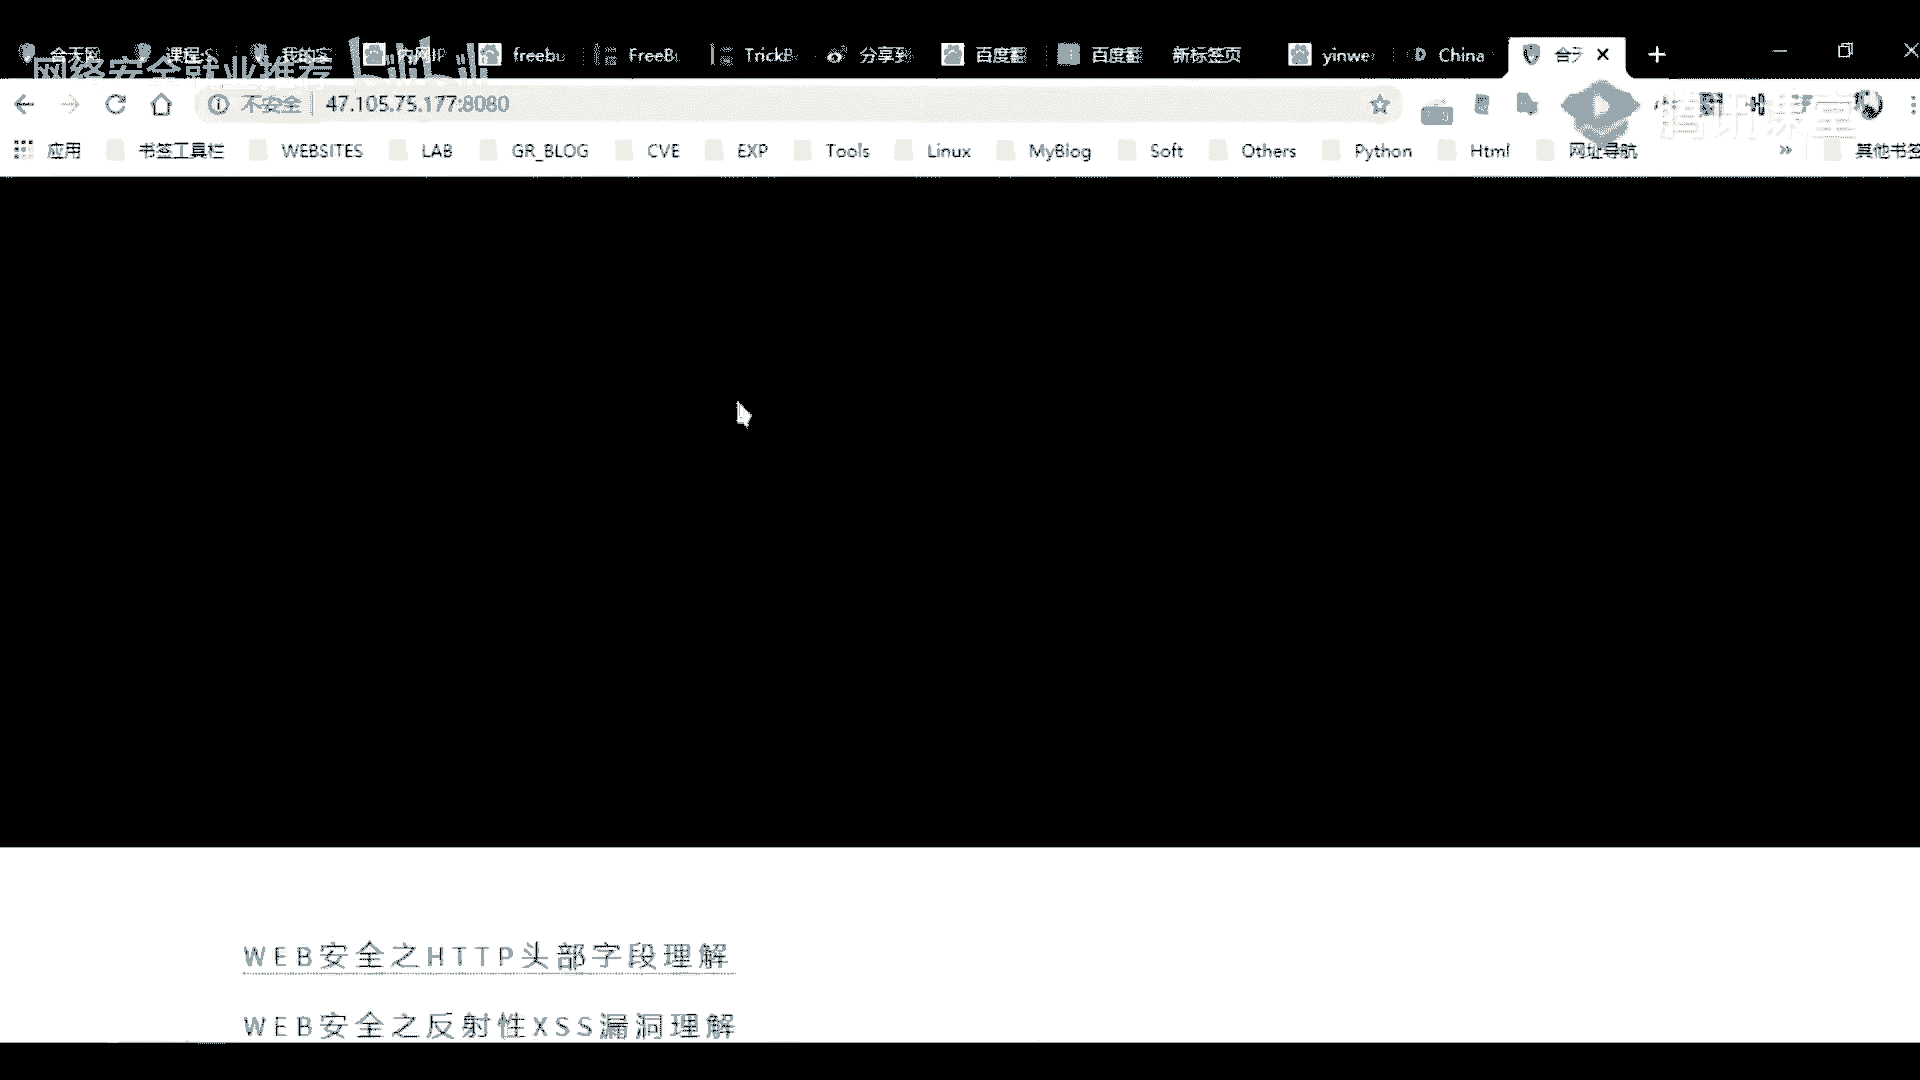 合天网 课程:S 我的实 内网IP freebu FreeBu TrickB 分享到 百度翻 百度翻 新标签页 yinwe China 合天
网络安全就业推荐 bilibili
不安全 47.105.75.177:8080
腾讯课堂
应用 书签工具栏 WEBSITES LAB GR_BLOG CVE EXP Tools Linux MyBlog Soft Others Python Html 网址导航 » 其他书签
WEB安全之HTTP头部字段理解
WEB安全之反射性XSS漏洞理解